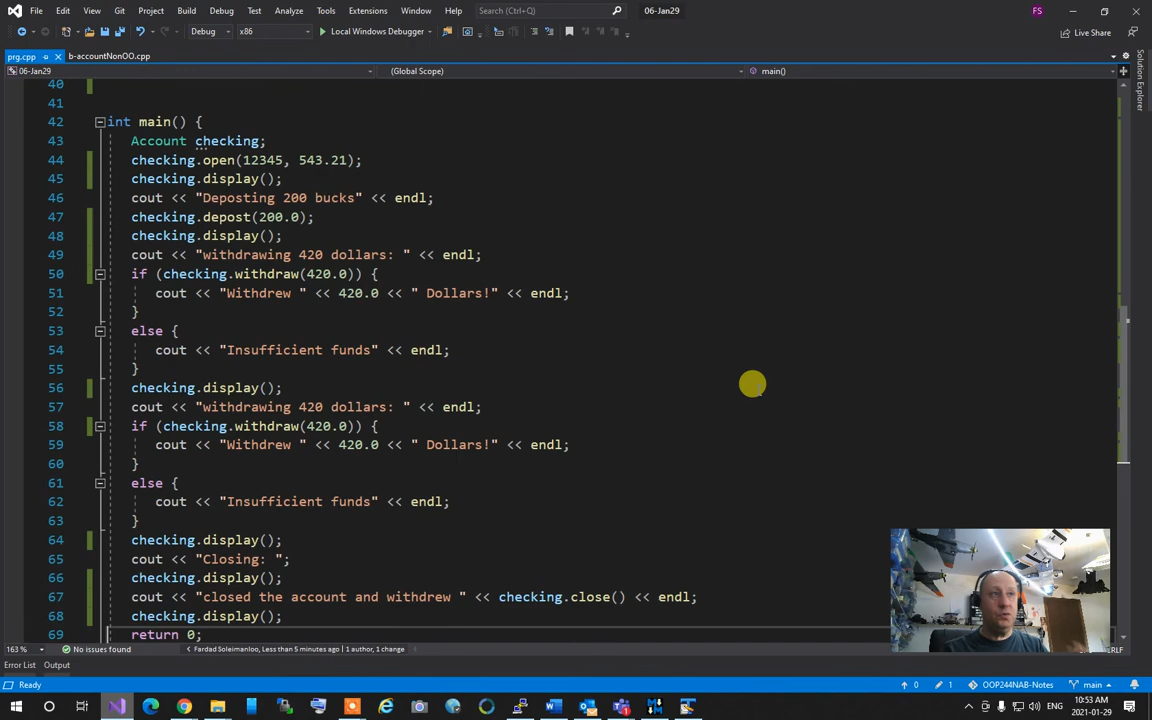 File Edit View Git Project Build Debug Test Analyze Tools Extensions Window Help Search (Ctrl+Q) 06-Jan29 FS
Debug x86 Local Windows Debugger Live Share
prg.cpp b-accountNonOO.cpp
06-Jan29 (Global Scope) main()
Solution Explorer
40
41
42 int main() {
43 Account checking;
44 checking.open(12345, 543.21);
45 checking.display();
46 cout << "Deposting 200 bucks" << endl;
47 checking.depost(200.0);
48 checking.display();
49 cout << "withdrawing 420 dollars: " << endl;
50 if (checking.withdraw(420.0)) {
51 cout << "Withdrew " << 420.0 << " Dollars!" << endl;
52 }
53 else {
54 cout << "Insufficient funds" << endl;
55 }
56 checking.display();
57 cout << "withdrawing 420 dollars: " << endl;
58 if (checking.withdraw(420.0)) {
59 cout << "Withdrew " << 420.0 << " Dollars!" << endl;
60 }
61 else {
62 cout << "Insufficient funds" << endl;
63 }
64 checking.display();
65 cout << "Closing: ";
66 checking.display();
67 cout << "closed the account and withdrew " << checking.close() << endl;
68 checking.display();
69 return 0;
163 % No issues found Fardad Soleimanloo, Less than 5 minutes ago | 1 author, 1 change CRLF
Error List Output
Ready 0 1 OOP244NAB-Notes main
ENG 10:53 AM
2021-01-29